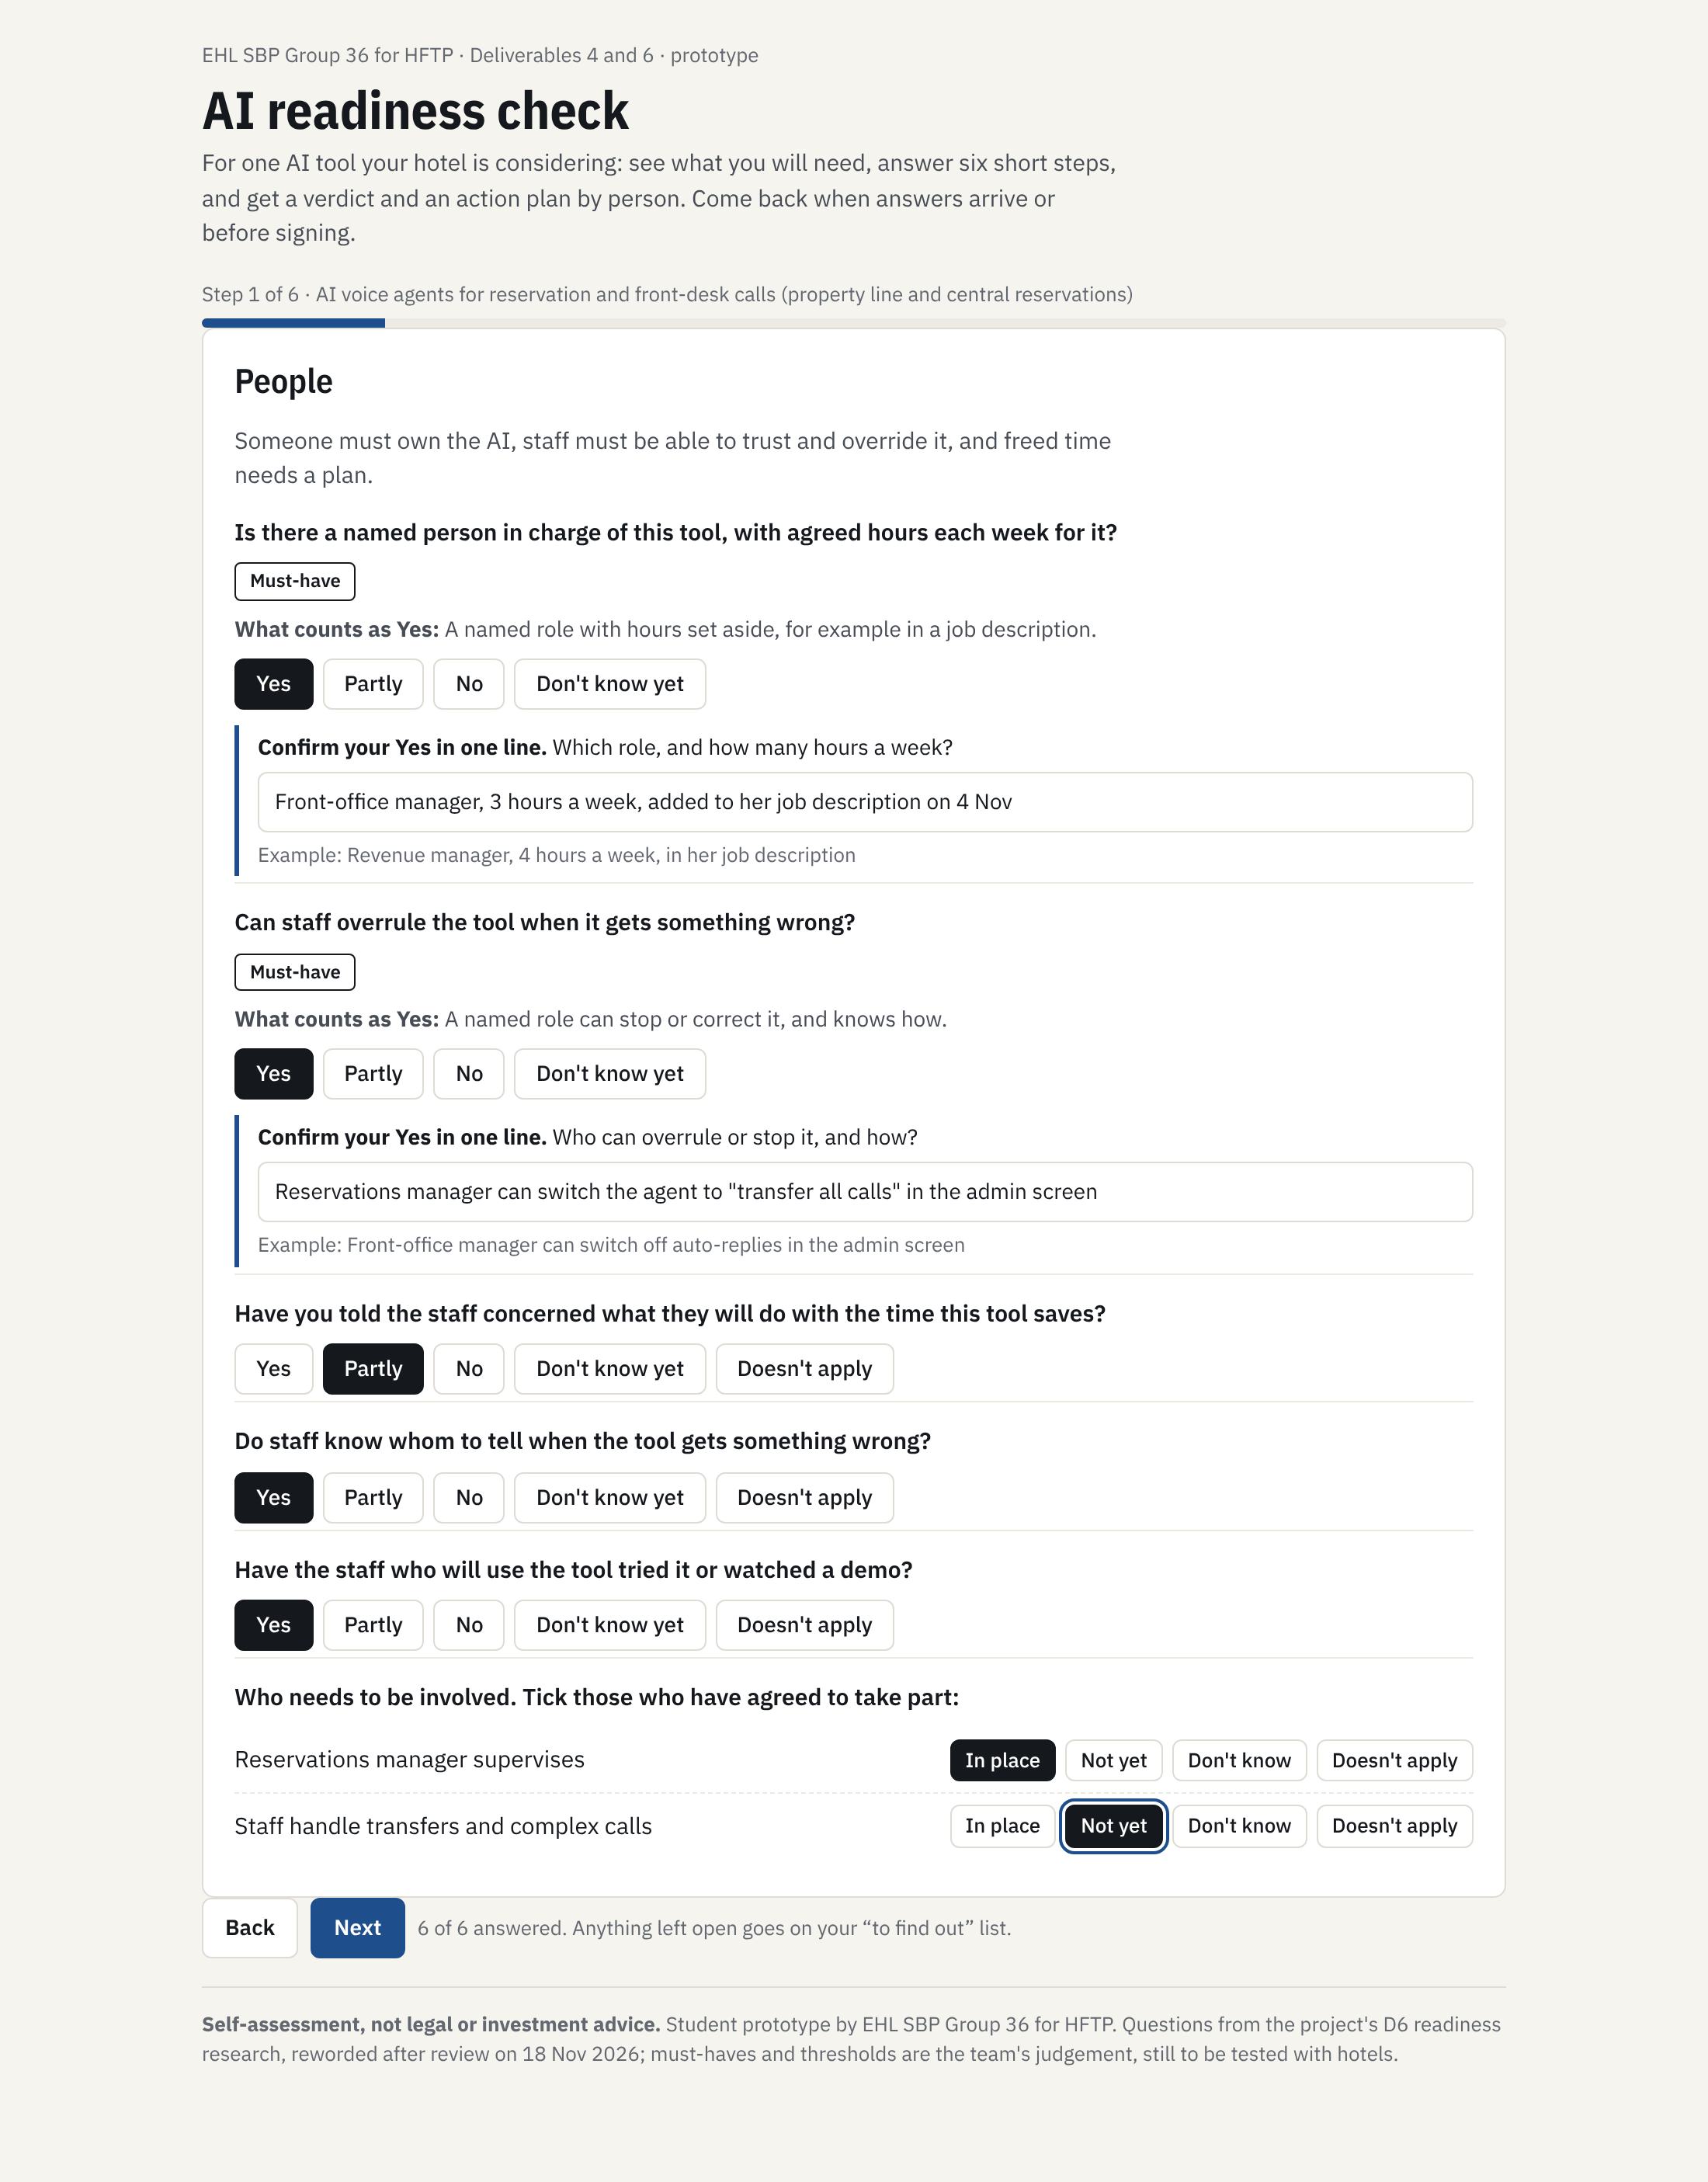 EHL SBP Group 36 for HFTP · Deliverables 4 and 6 · prototype
AI readiness check
For one AI tool your hotel is considering: see what you will need, answer six short steps,
and get a verdict and an action plan by person. Come back when answers arrive or
before signing.
Step 1 of 6 · AI voice agents for reservation and front-desk calls (property line and central reservations)
People
Someone must own the AI, staff must be able to trust and override it, and freed time
needs a plan.
Is there a named person in charge of this tool, with agreed hours each week for it?
Must-have
What counts as Yes: A named role with hours set aside, for example in a job description.
Yes Partly No Don't know yet
Confirm your Yes in one line. Which role, and how many hours a week?
Front-office manager, 3 hours a week, added to her job description on 4 Nov
Example: Revenue manager, 4 hours a week, in her job description
Can staff overrule the tool when it gets something wrong?
Must-have
What counts as Yes: A named role can stop or correct it, and knows how.
Yes Partly No Don't know yet
Confirm your Yes in one line. Who can overrule or stop it, and how?
Reservations manager can switch the agent to "transfer all calls" in the admin screen
Example: Front-office manager can switch off auto-replies in the admin screen
Have you told the staff concerned what they will do with the time this tool saves?
Yes Partly No Don't know yet Doesn't apply
Do staff know whom to tell when the tool gets something wrong?
Yes Partly No Don't know yet Doesn't apply
Have the staff who will use the tool tried it or watched a demo?
Yes Partly No Don't know yet Doesn't apply
Who needs to be involved. Tick those who have agreed to take part:
Reservations manager supervises In place Not yet Don't know Doesn't apply
Staff handle transfers and complex calls In place Not yet Don't know Doesn't apply
Back Next 6 of 6 answered. Anything left open goes on your “to find out” list.
Self-assessment, not legal or investment advice. Student prototype by EHL SBP Group 36 for HFTP. Questions from the project's D6 readiness
research, reworded after review on 18 Nov 2026; must-haves and thresholds are the team's judgement, still to be tested with hotels.